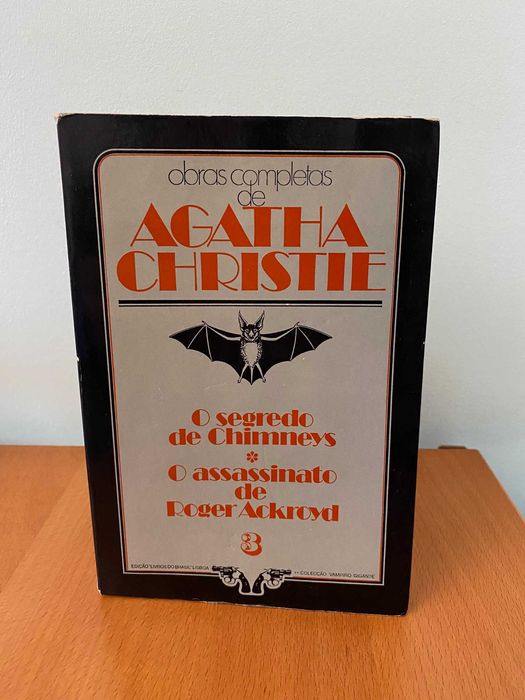 obras completas
de
AGATHA
CHRISTIE
O segredo
de Chimneys
*
O assassinato
de
Roger Ackroyd
3
EDIÇÃO "LIVROS DO BRASIL" LISBOA
** COLECÇÃO VAMPIRO GIGANTE